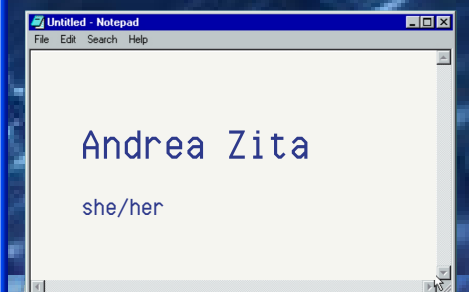 Untitled - Notepad
File Edit Search Help
Andrea Zita
she/her